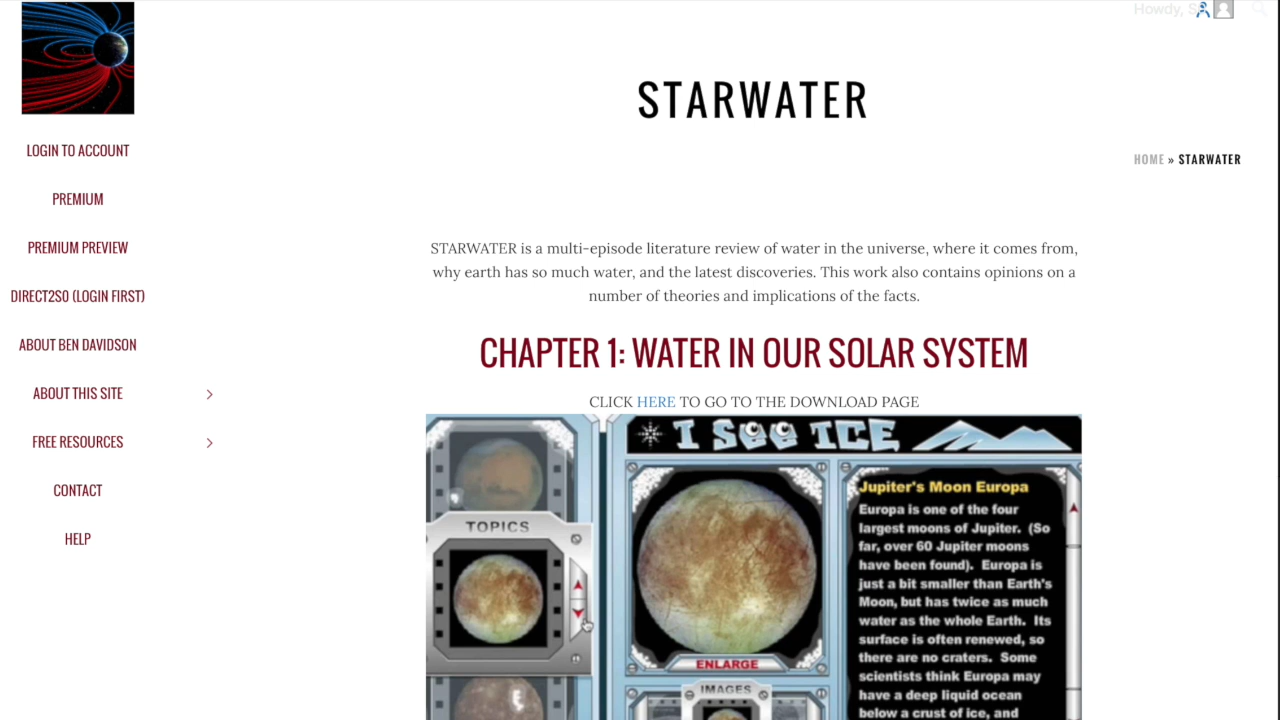 Howdy,
STARWATER
HOME » STARWATER
LOGIN TO ACCOUNT
PREMIUM
PREMIUM PREVIEW
DIRECT2S0 (LOGIN FIRST)
ABOUT BEN DAVIDSON
ABOUT THIS SITE
FREE RESOURCES
CONTACT
HELP
STARWATER is a multi-episode literature review of water in the universe, where it comes from,
why earth has so much water, and the latest discoveries. This work also contains opinions on a
number of theories and implications of the facts.
CHAPTER 1: WATER IN OUR SOLAR SYSTEM
CLICK HERE TO GO TO THE DOWNLOAD PAGE
I See ICE
TOPICS
ENLARGE
IMAGES
Jupiter's Moon Europa
Europa is one of the four
largest moons of Jupiter. (So
far, over 60 Jupiter moons
have been found). Europa is
just a bit smaller than Earth's
Moon, but has twice as much
water as the whole Earth. Its
surface is often renewed, so
there are no craters. Some
scientists think Europa may
have a deep liquid ocean
below a crust of ice, and